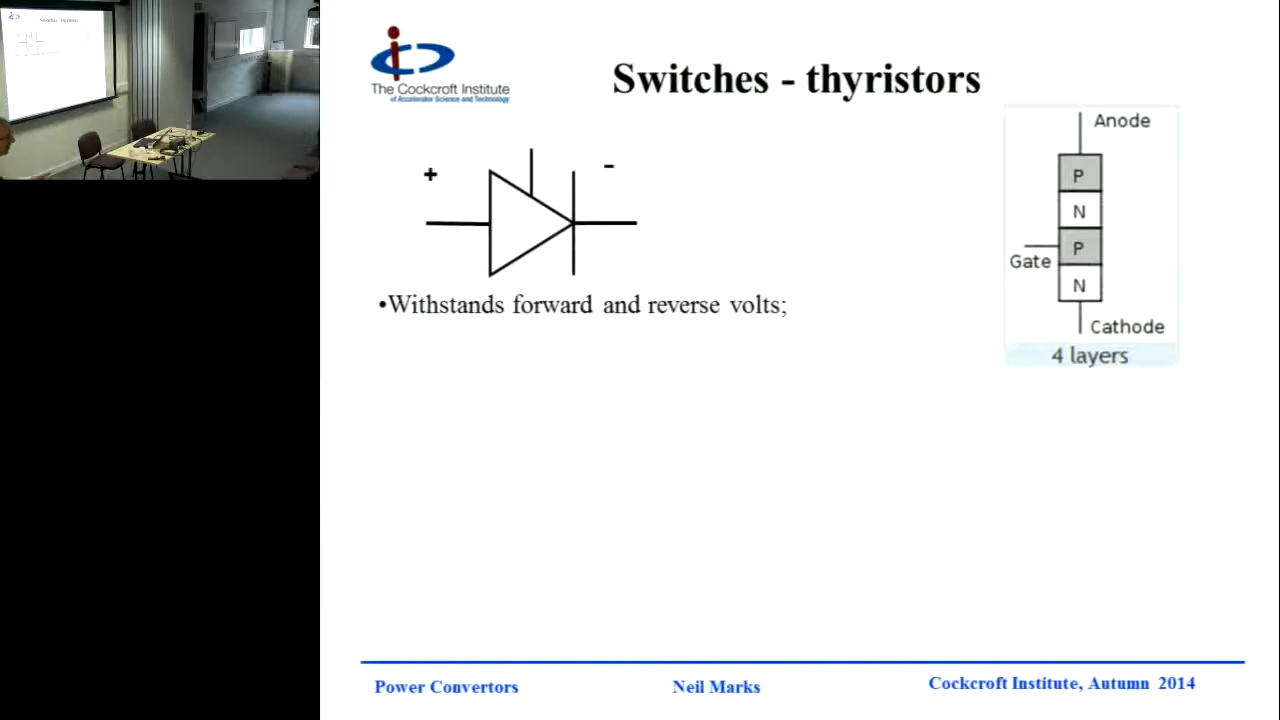 The Cockcroft Institute
of Accelerator Science and Technology
Switches - thyristors
Anode
+
-
P
N
P
Gate
N
Cathode
4 layers
•Withstands forward and reverse volts;
Power Convertors
Neil Marks
Cockcroft Institute, Autumn 2014